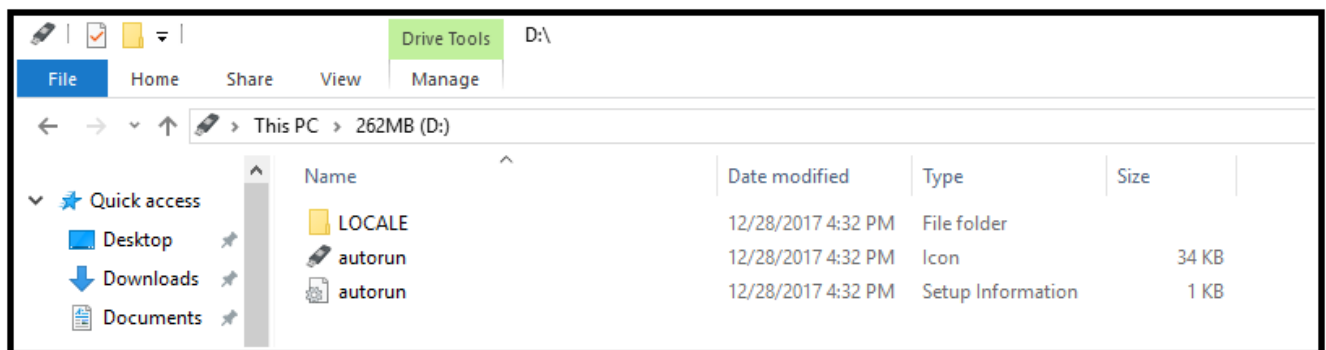 Drive Tools D:\
File Home Share View Manage
This PC > 262MB (D:)
Name Date modified Type Size
Quick access
LOCALE 12/28/2017 4:32 PM File folder
Desktop
autorun 12/28/2017 4:32 PM Icon 34 KB
Downloads
autorun 12/28/2017 4:32 PM Setup Information 1 KB
Documents